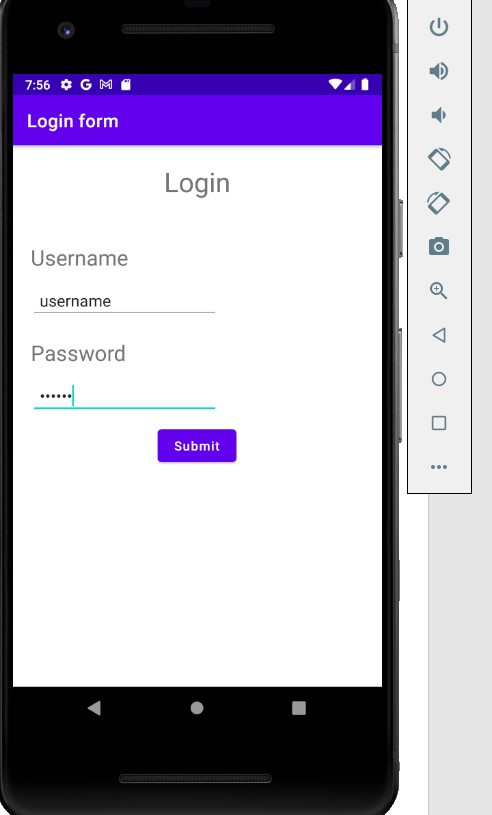 7:56
Login form
Login
Username
username
Password
••••••
Submit